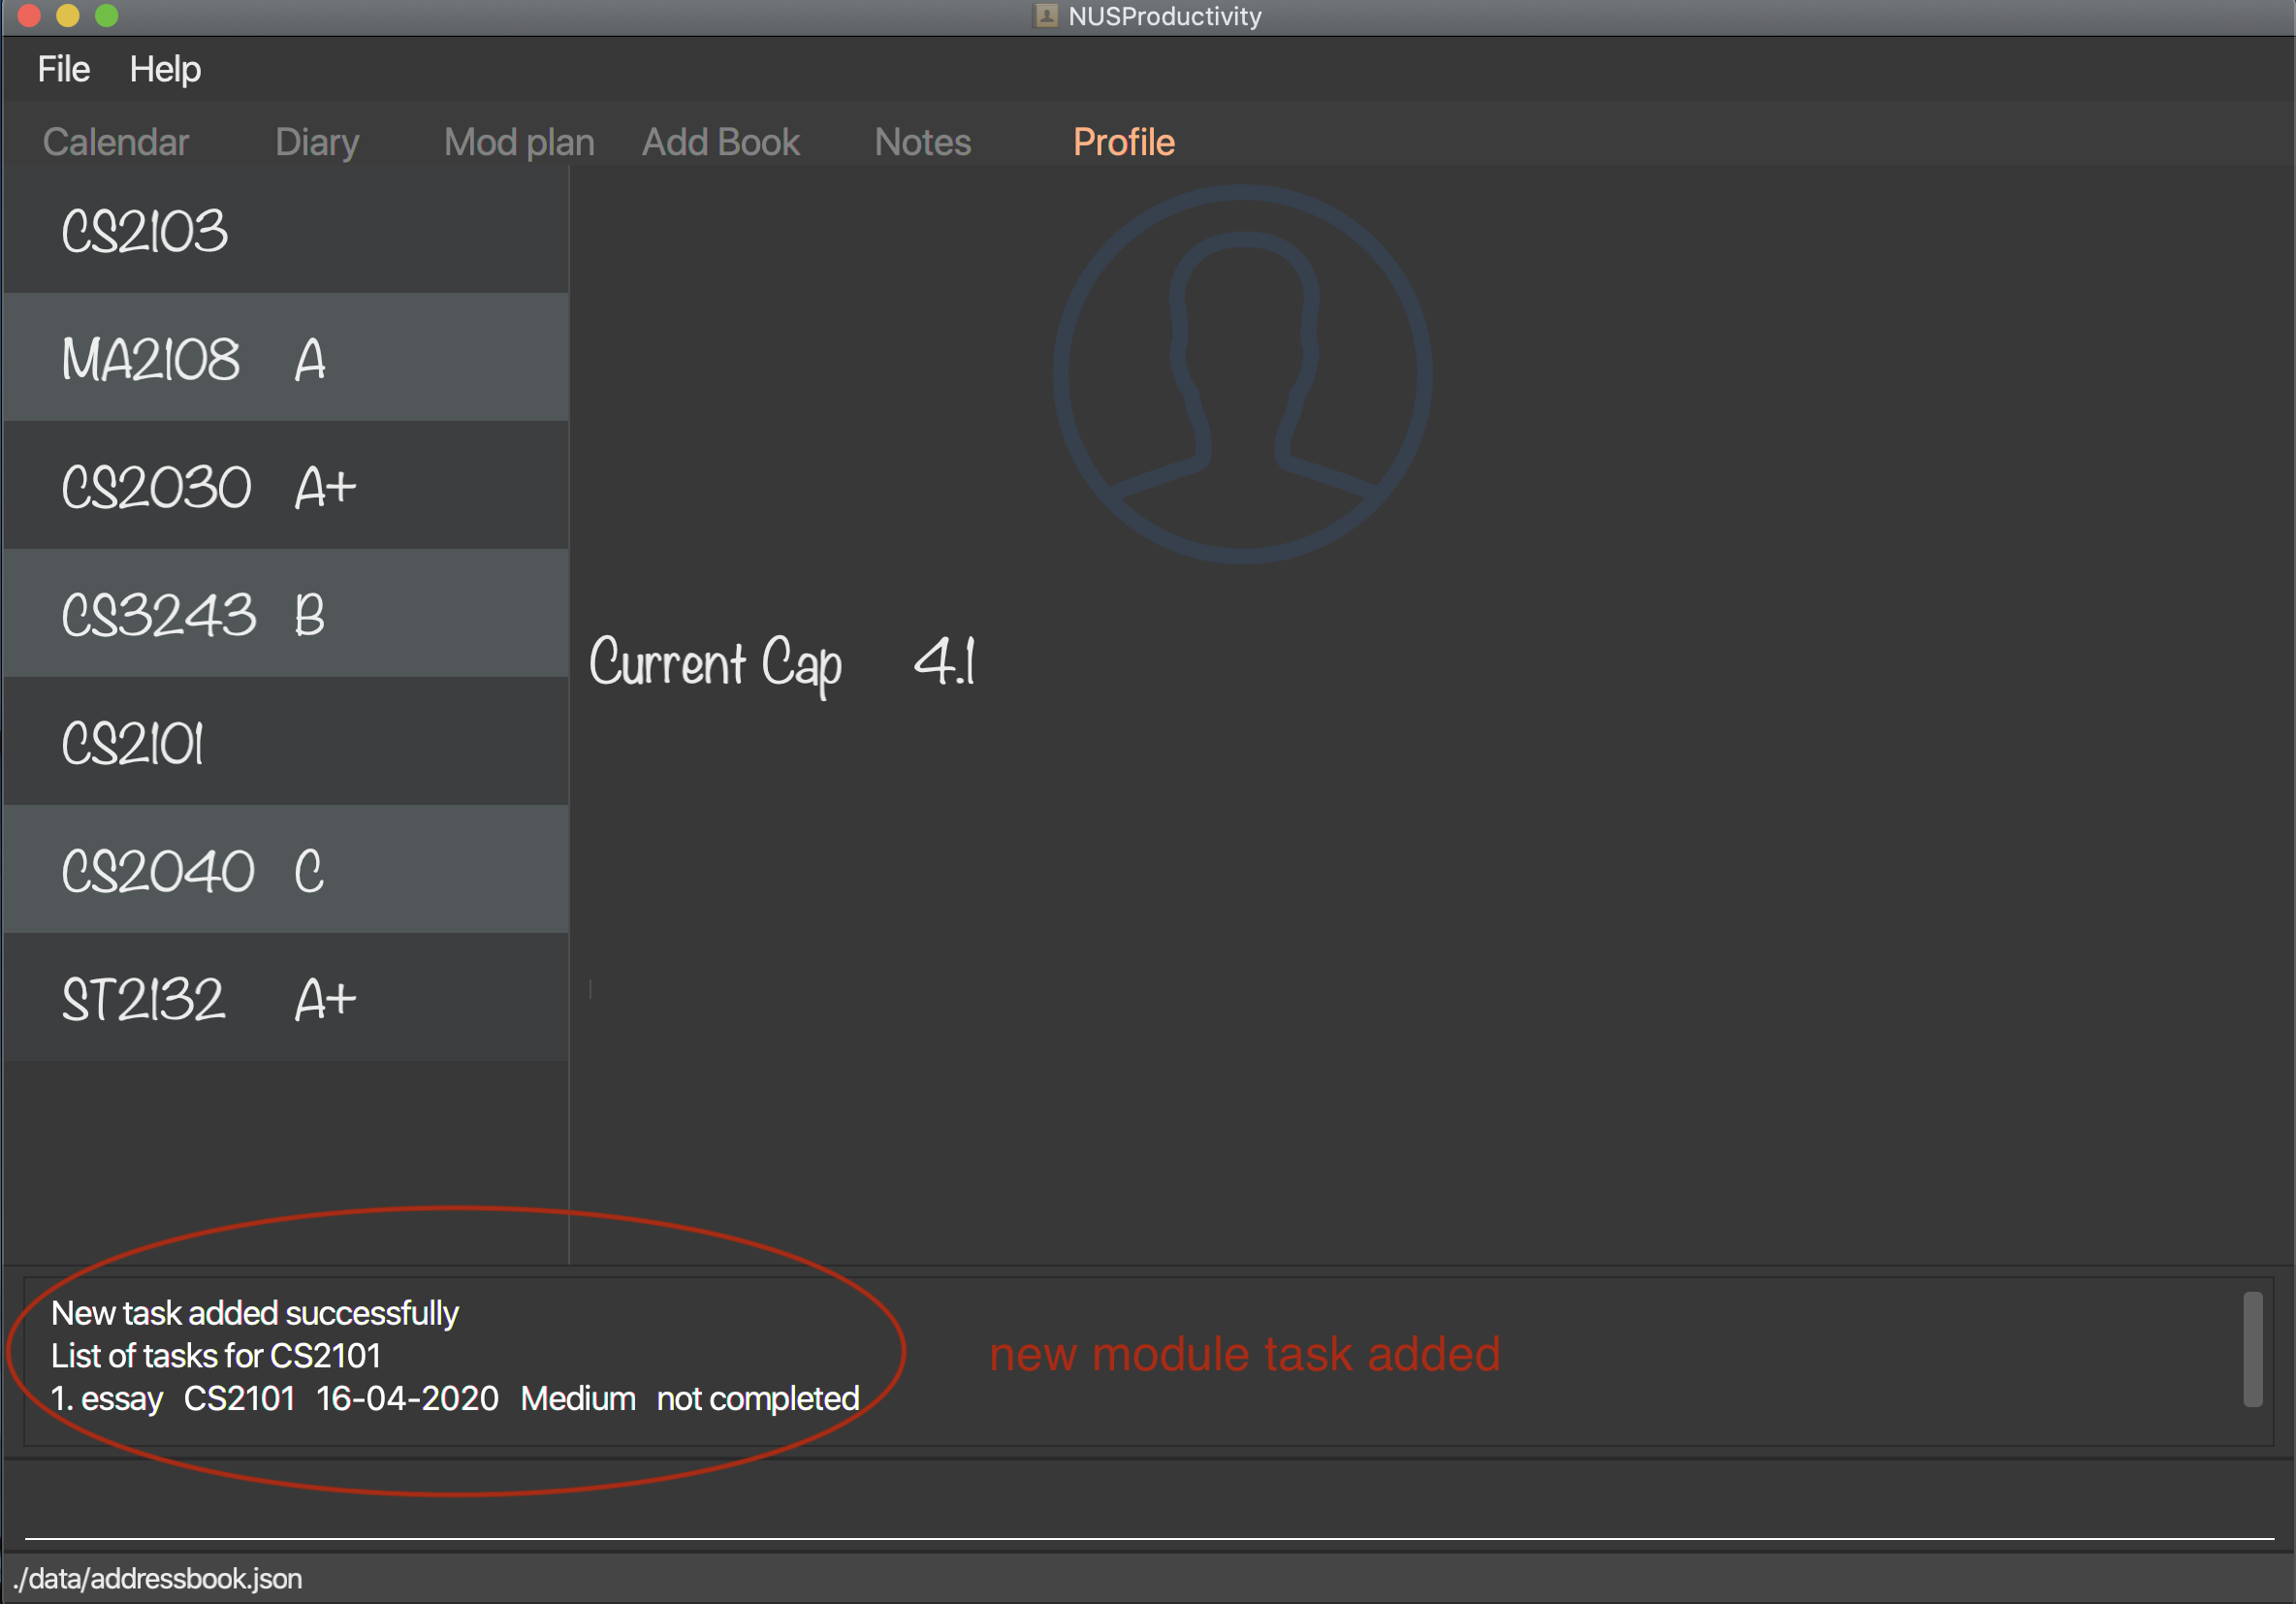 NUSProductivity
File Help
Calendar Diary Mod plan Add Book Notes Profile
CS2103
MA2108 A
CS2030 A+
CS3243 B
CS2101
CS2040 C
ST2132 A+
Current Cap 4.1
New task added successfully
List of tasks for CS2101
1. essay CS2101 16-04-2020 Medium not completed
new module task added
./data/addressbook.json